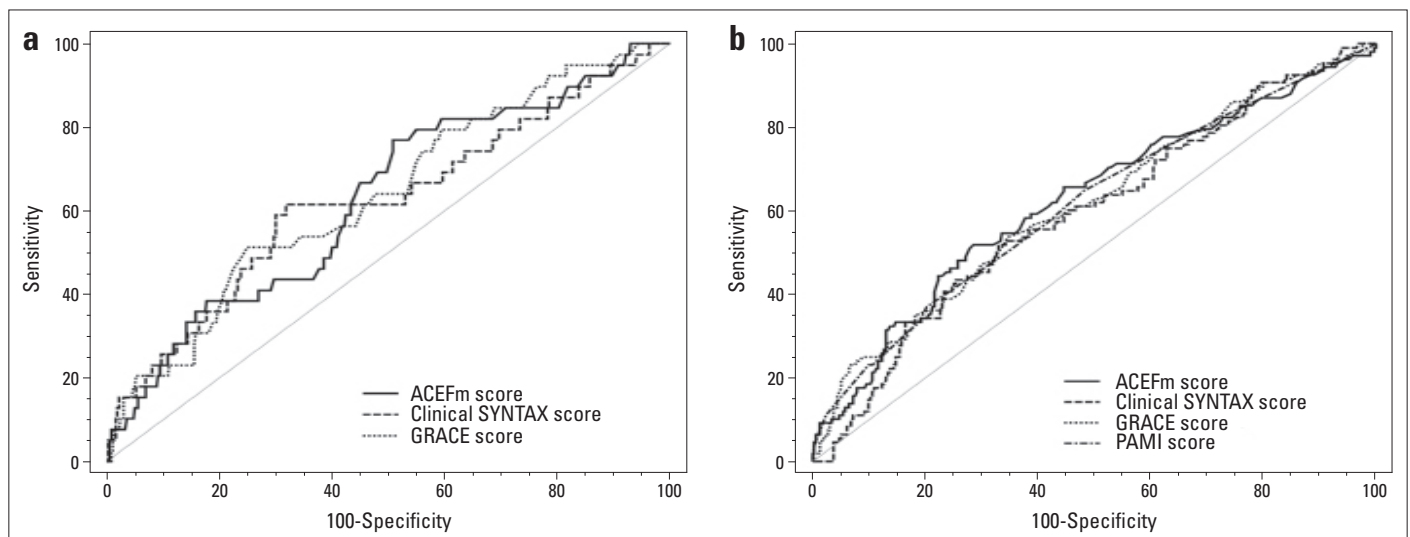 a
100
80
60
40
20
0
Sensitivity
0 20 40 60 80 100
100-Specificity
ACEFm score
Clinical SYNTAX score
GRACE score
b
100
80
60
40
20
0
Sensitivity
0 20 40 60 80 100
100-Specificity
ACEFm score
Clinical SYNTAX score
GRACE score
PAMI score